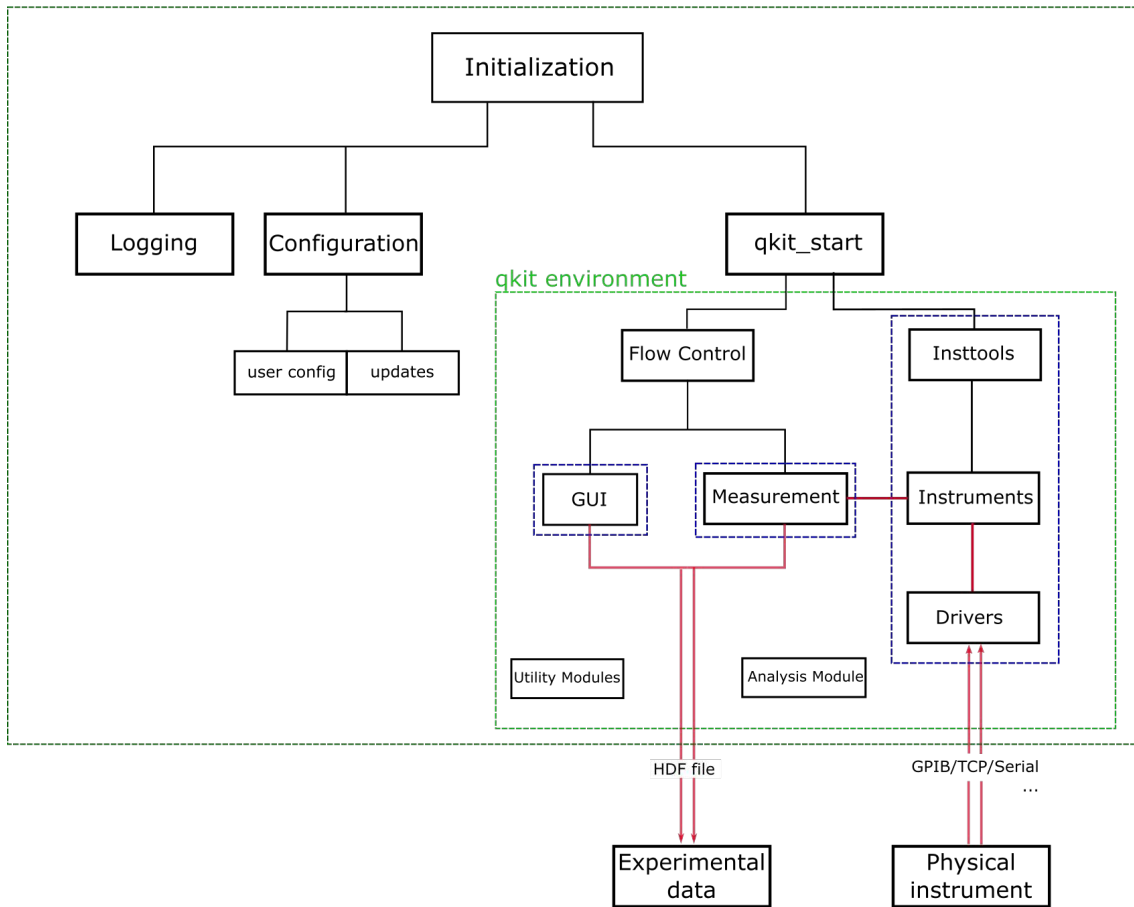 Initialization
Logging
Configuration
qkit_start
qkit environment
Flow Control
Insttools
user config
updates
GUI
Measurement
Instruments
Drivers
Utility Modules
Analysis Module
HDF file
GPIB/TCP/Serial
...
Experimental
data
Physical
instrument